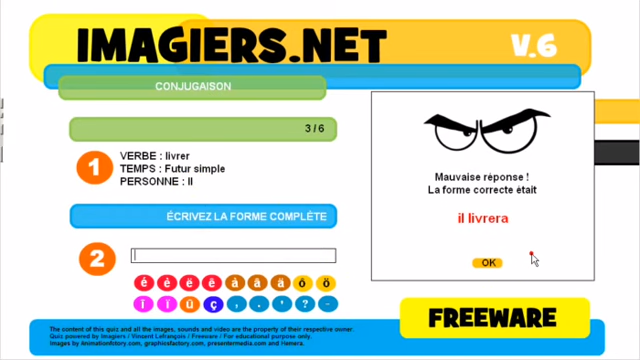 IMAGIERS.NET
V.6
CONJUGAISON
3 / 6
1
VERBE : livrer
TEMPS : Futur simple
PERSONNE : Il
ÉCRIVEZ LA FORME COMPLÈTE
2
Mauvaise réponse !
La forme correcte était
il livrera
OK
FREEWARE
The content of this quiz and all the images, sounds and video are the property of their respective owner.
Quiz powered by Imagiers / Vincent Lefrançois / Freeware / For educational purpose only.
Images by Animationfctory.com, graphicsfactory.com, presentermedia.com and Hemera.